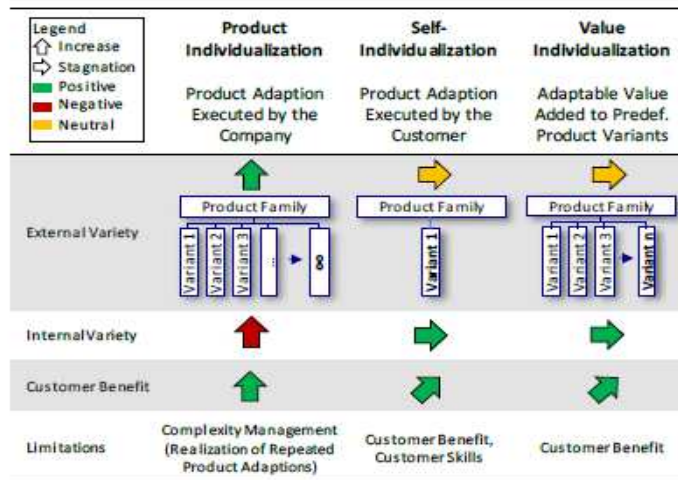 Legend
Increase
Stagnation
Positive
Negative
Neutral
Product
Individualization
Self-
Individualization
Value
Individualization
Product Adaption
Executed by the
Company
Product Adaption
Executed by the
Customer
Adaptable Value
Added to Predef.
Product Variants
External Variety
Product Family
Variant 1
Variant 2
Variant 3
...
∞
Product Family
Variant 1
Product Family
Variant 1
Variant 2
Variant 3
Variant n
Internal Variety
Customer Benefit
Limitations
Complexity Management
(Realization of Repeated
Product Adaptions)
Customer Benefit,
Customer Skills
Customer Benefit